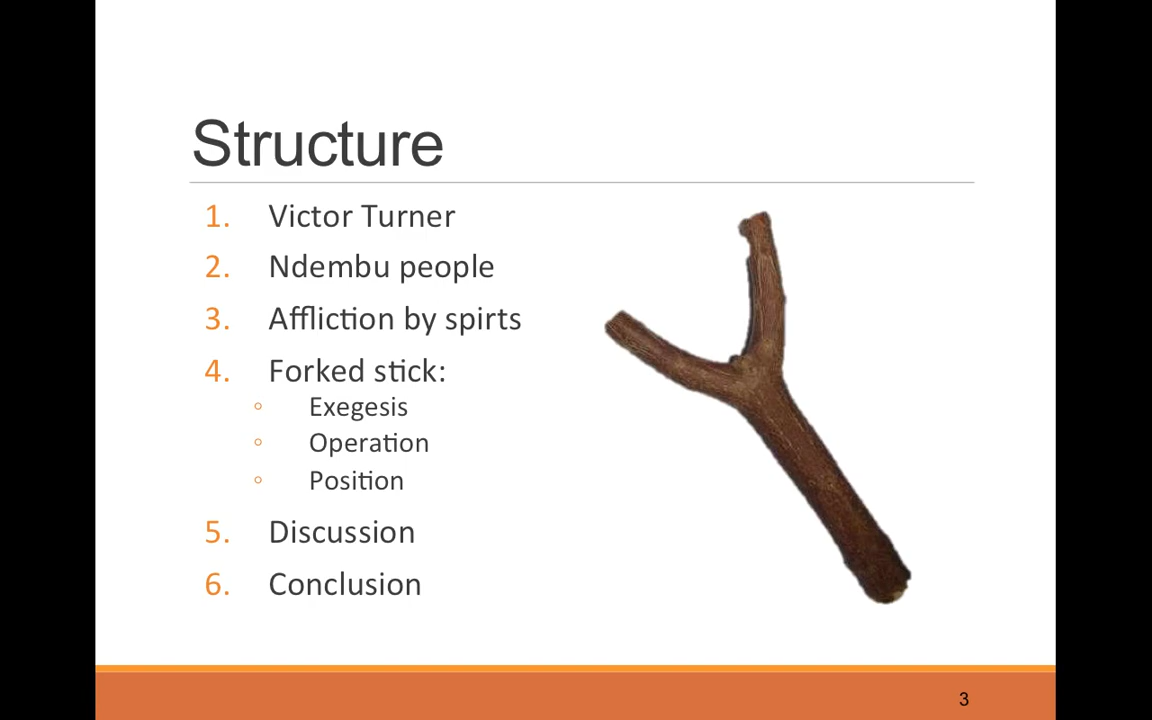 Structure
1. Victor Turner
2. Ndembu people
3. Affliction by spirts
4. Forked stick:
◦ Exegesis
◦ Operation
◦ Position
5. Discussion
6. Conclusion
3